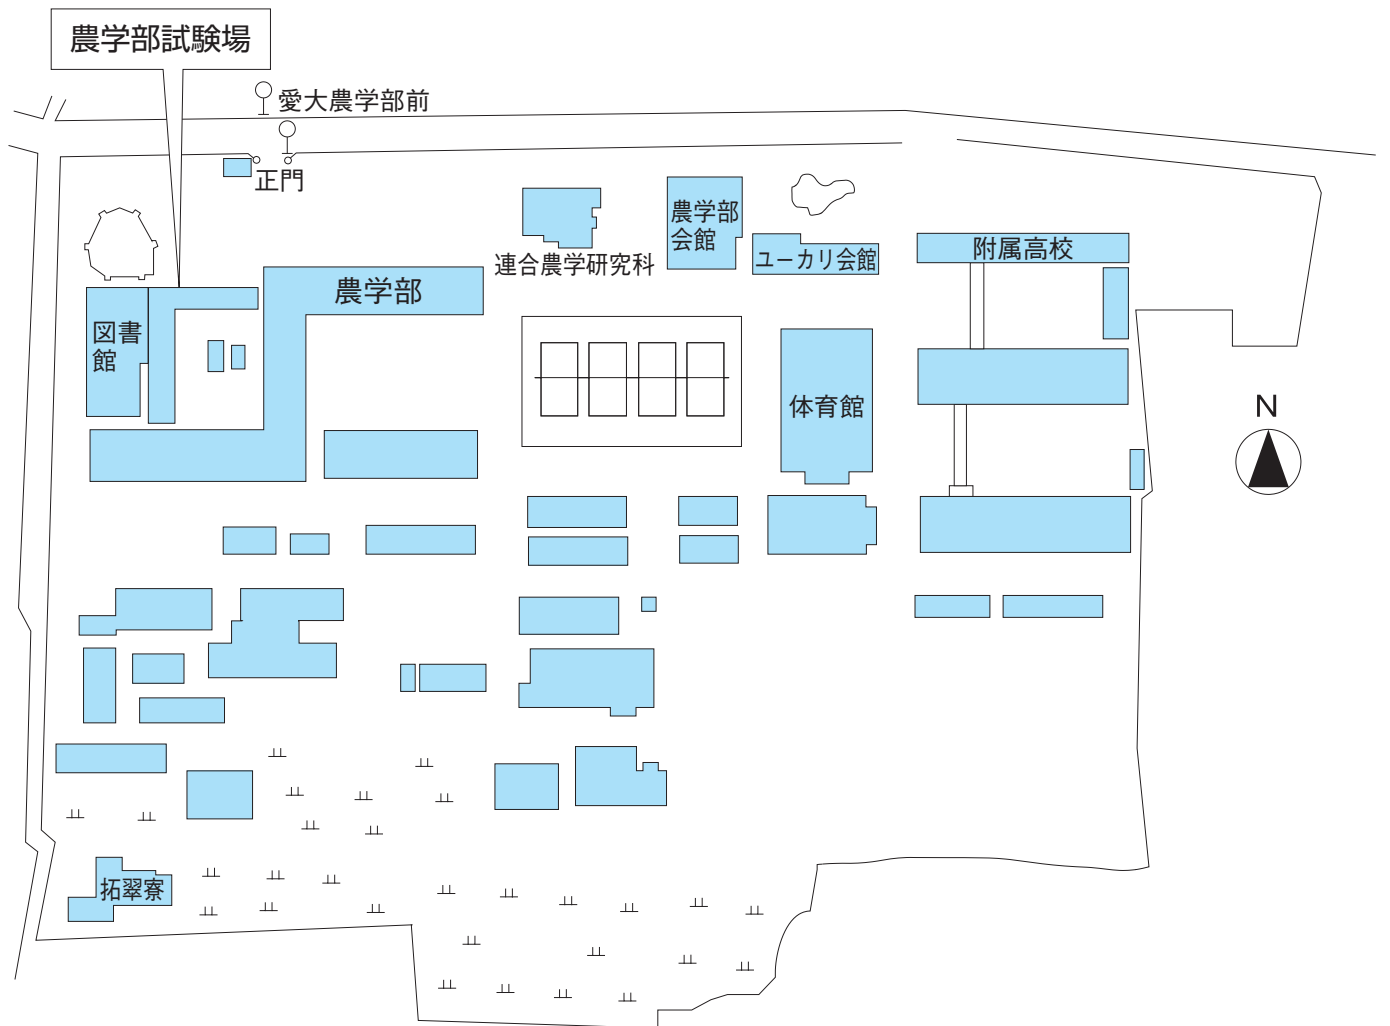 農学部試験場
愛大農学部前
正門
連合農学研究科
農学部
会館
ユーカリ会館
附属高校
農学部
図書
館
体育館
N
拓翠寮